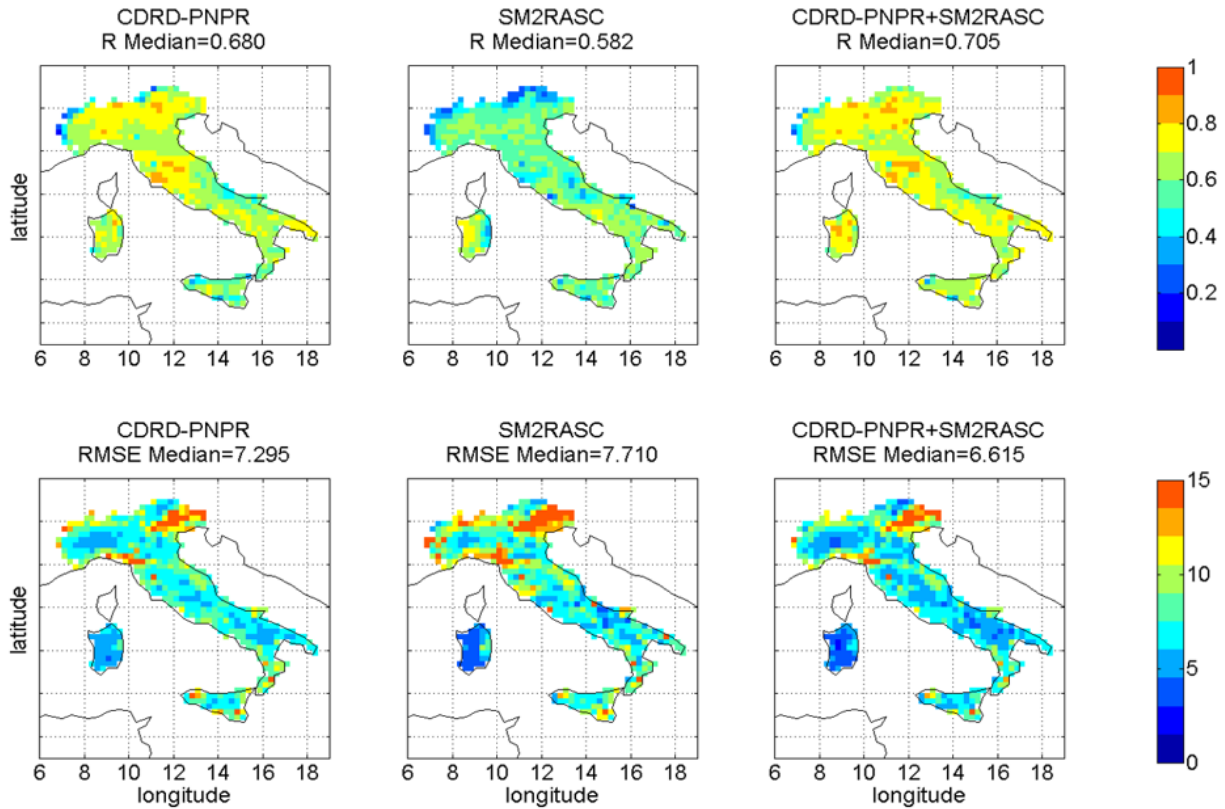 CDRD-PNPR
R Median=0.680
SM2RASC
R Median=0.582
CDRD-PNPR+SM2RASC
R Median=0.705
latitude
6 8 10 12 14 16 18
6 8 10 12 14 16 18
6 8 10 12 14 16 18
1
0.8
0.6
0.4
0.2
CDRD-PNPR
RMSE Median=7.295
SM2RASC
RMSE Median=7.710
CDRD-PNPR+SM2RASC
RMSE Median=6.615
latitude
6 8 10 12 14 16 18
longitude
6 8 10 12 14 16 18
longitude
6 8 10 12 14 16 18
longitude
15
10
5
0